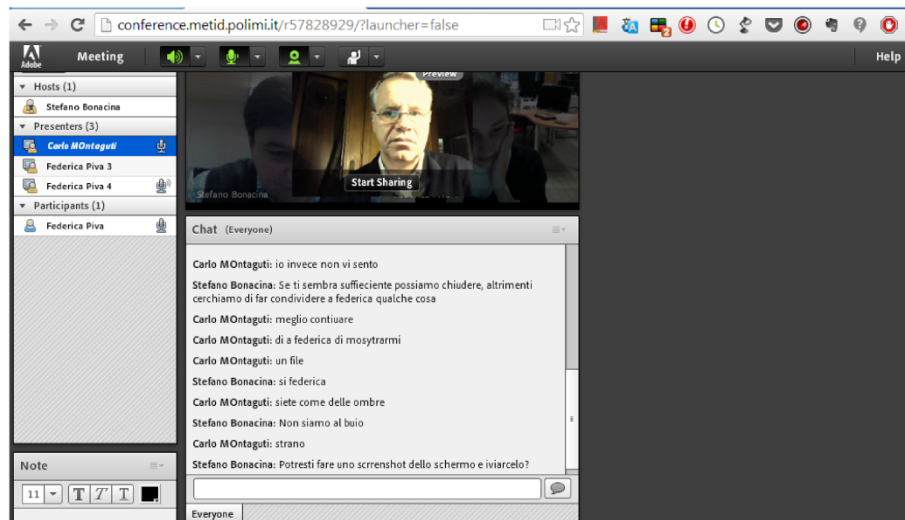 conference.metid.polimi.it/r57828929/?launcher=false
2
Adobe
Meeting
Help
Hosts (1)
Stefano Bonacina
Presenters (3)
Carlo MOntaguti
Federica Piva 3
Federica Piva 4
Participants (1)
Federica Piva
Preview
Start Sharing
Stefano Bonacina
Chat (Everyone)
Carlo MOntaguti: io invece non vi sento
Stefano Bonacina: Se ti sembra suffieciente possiamo chiudere, altrimenti
cerchiamo di far condividere a federica qualche cosa
Carlo MOntaguti: meglio contiuare
Carlo MOntaguti: di a federica di mosytrarmi
Carlo MOntaguti: un file
Stefano Bonacina: si federica
Carlo MOntaguti: siete come delle ombre
Stefano Bonacina: Non siamo al buio
Carlo MOntaguti: strano
Stefano Bonacina: Potresti fare uno scrrenshot dello schermo e iviarcelo?
Everyone
Note
11 T T T